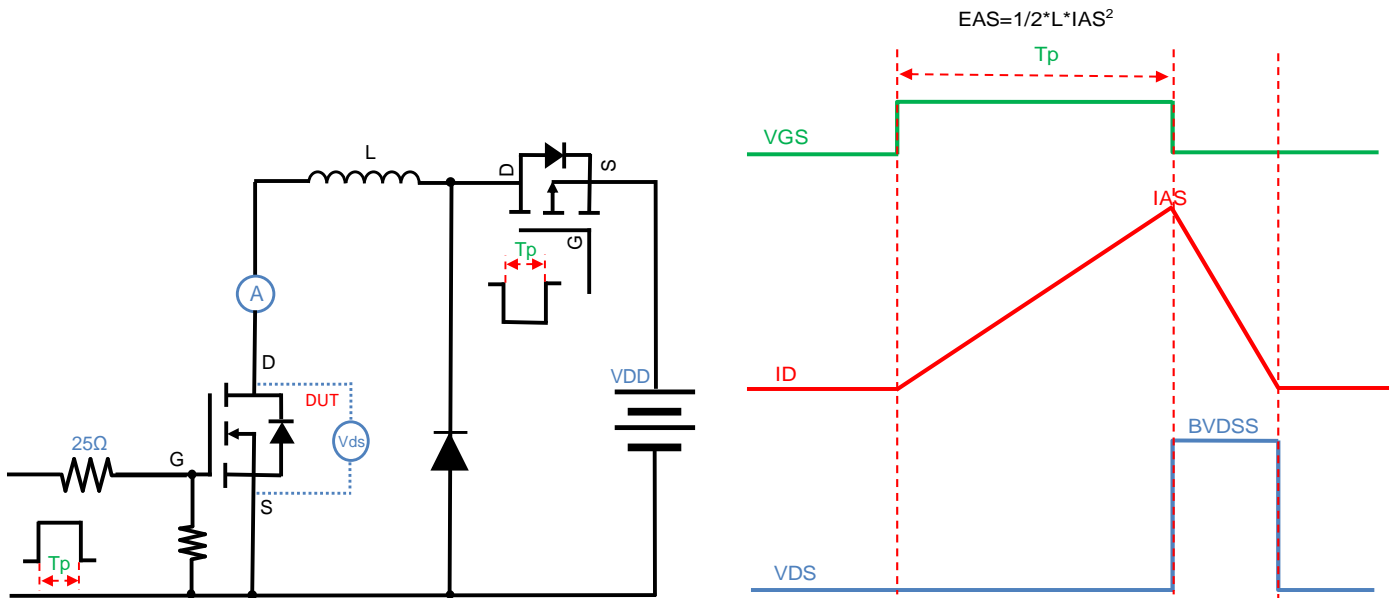 EAS=1/2*L*IAS²
Tp
VGS
L
D
S
G
Tp
IAS
A
D
VDD
ID
DUT
25Ω
G
Vds
BVDSS
S
Tp
VDS